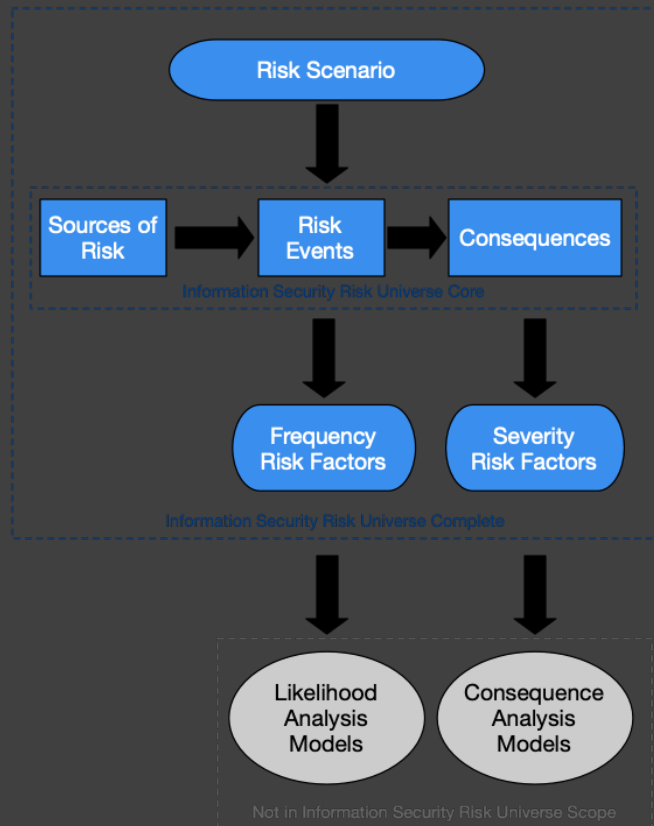 Risk Scenario
Sources of
Risk
Risk
Events
Consequences
Information Security Risk Universe Core
Frequency
Risk Factors
Severity
Risk Factors
Information Security Risk Universe Complete
Likelihood
Analysis
Models
Consequence
Analysis
Models
Not in Information Security Risk Universe Scope